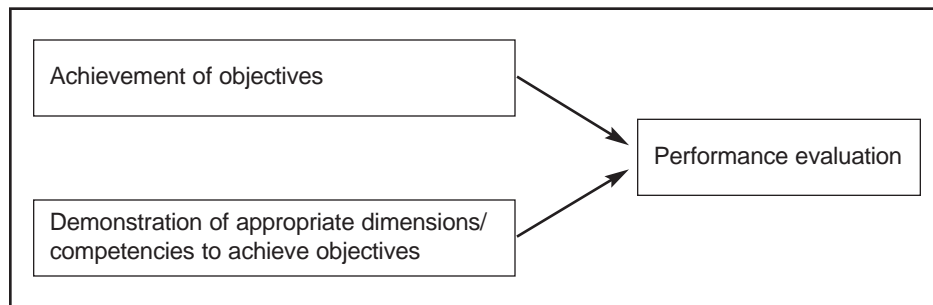 Achievement of objectives
Performance evaluation
Demonstration of appropriate dimensions/
competencies to achieve objectives